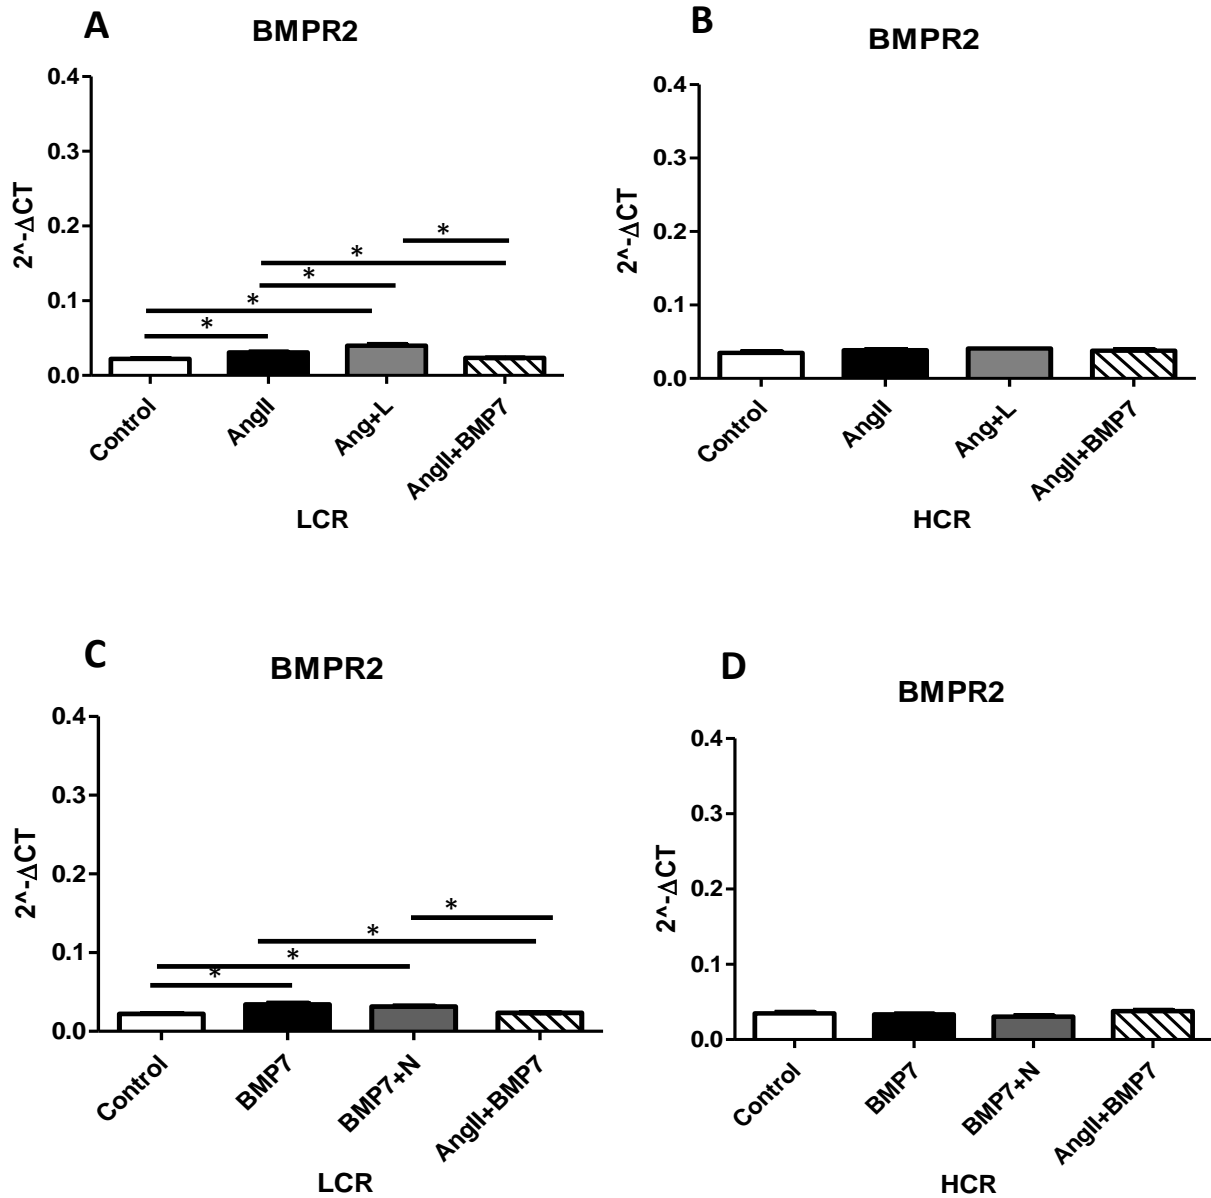 A
BMPR2
0.4
0.3
0.2
0.1
0.0
2^-ΔCT
*
*
*
*
*
Control
AngII
Ang+L
AngII+BMP7
LCR
B
BMPR2
0.4
0.3
0.2
0.1
0.0
2^-ΔCT
Control
AngII
Ang+L
AngII+BMP7
HCR
C
BMPR2
0.4
0.3
0.2
0.1
0.0
2^-ΔCT
*
*
*
*
Control
BMP7
BMP7+N
AngII+BMP7
LCR
D
BMPR2
0.4
0.3
0.2
0.1
0.0
2^-ΔCT
Control
BMP7
BMP7+N
AngII+BMP7
HCR